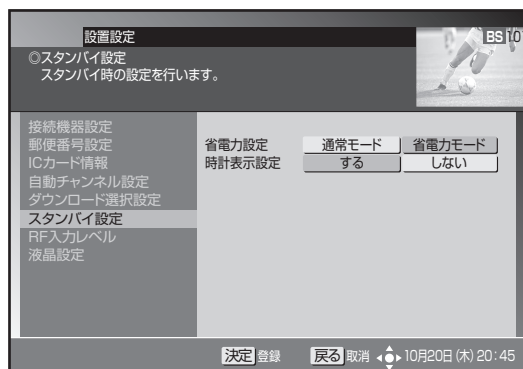 設置設定
BS 10
◎スタンバイ設定
スタンバイ時の設定を行います。
接続機器設定
郵便番号設定
ICカード情報
自動チャンネル設定
ダウンロード選択設定
スタンバイ設定
RF入力レベル
液晶設定
省電力設定 通常モード 省電力モード
時計表示設定 する しない
決定 登録 戻る 取消 10月20日(木) 20:45